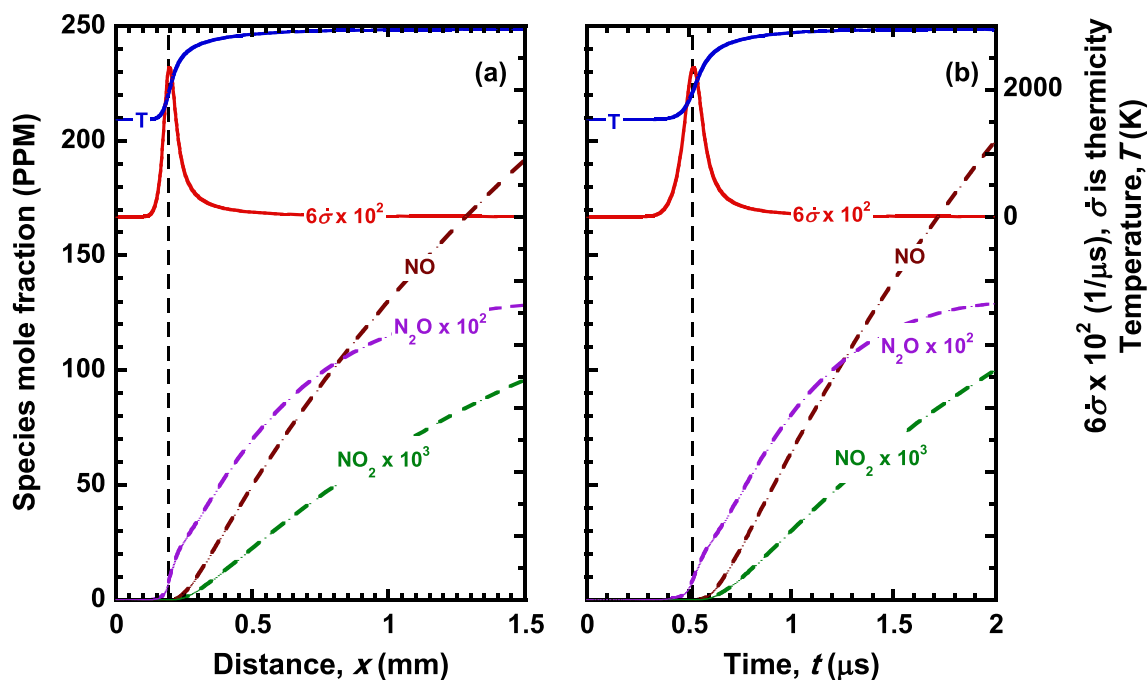 250
200
150
100
50
0
Species mole fraction (PPM)
(a)
T
6σ̇ x 10²
NO
N₂O x 10²
NO₂ x 10³
0
0.5
1
1.5
Distance, x (mm)
(b)
T
6σ̇ x 10²
NO
N₂O x 10²
NO₂ x 10³
0
0.5
1
1.5
2
Time, t (μs)
2000
0
6σ̇ x 10² (1/μs), σ̇ is thermicity
Temperature, T (K)